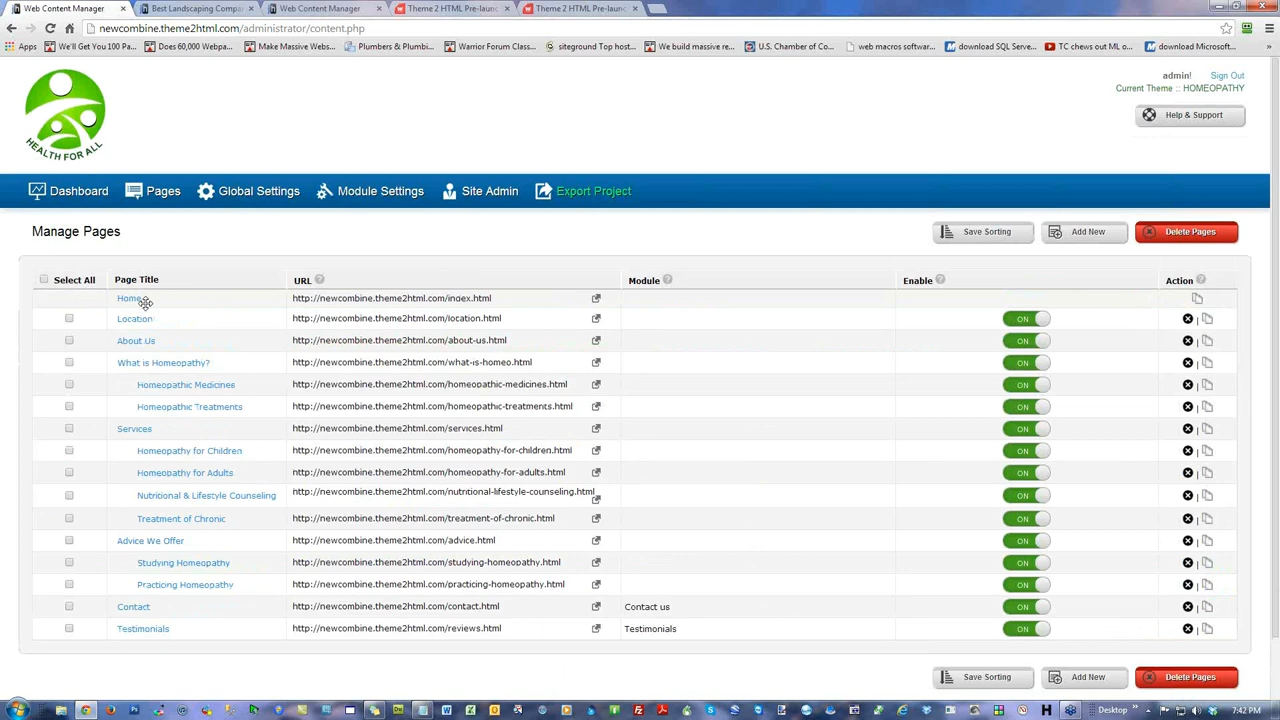 Web Content Manager
Best Landscaping Compa
Web Content Manager
Theme 2 HTML Pre-launc
Theme 2 HTML Pre-launc
newcombine.theme2html.com/administrator/content.php
Apps
We'll Get You 100 Pa...
Does 60,000 Webpa...
Make Massive Webs...
Plumbers & Plumbi...
Warrior Forum Class...
siteground Top host...
We build massive re...
U.S. Chamber of Co...
web macros softwar...
download SQL Serve...
TC chews out ML o...
download Microsoft...
HEALTH FOR ALL
admin! Sign Out
Current Theme :: HOMEOPATHY
Help & Support
Dashboard Pages Global Settings Module Settings Site Admin Export Project
Manage Pages Save Sorting Add New Delete Pages
Select All Page Title URL ? Module ? Enable ? Action ?
Home http://newcombine.theme2html.com/index.html
Location http://newcombine.theme2html.com/location.html ON
About Us http://newcombine.theme2html.com/about-us.html ON
What is Homeopathy? http://newcombine.theme2html.com/what-is-homeo.html ON
Homeopathic Medicines http://newcombine.theme2html.com/homeopathic-medicines.html ON
Homeopathic Treatments http://newcombine.theme2html.com/homeopathic-treatments.html ON
Services http://newcombine.theme2html.com/services.html ON
Homeopathy for Children http://newcombine.theme2html.com/homeopathy-for-children.html ON
Homeopathy for Adults http://newcombine.theme2html.com/homeopathy-for-adults.html ON
Nutritional & Lifestyle Counseling http://newcombine.theme2html.com/nutritional-lifestyle-counseling.html ON
Treatment of Chronic http://newcombine.theme2html.com/treatment-of-chronic.html ON
Advice We Offer http://newcombine.theme2html.com/advice.html ON
Studying Homeopathy http://newcombine.theme2html.com/studying-homeopathy.html ON
Practicing Homeopathy http://newcombine.theme2html.com/practicing-homeopathy.html ON
Contact http://newcombine.theme2html.com/contact.html Contact us ON
Testimonials http://newcombine.theme2html.com/reviews.html Testimonials ON
Save Sorting Add New Delete Pages
Desktop 7:42 PM